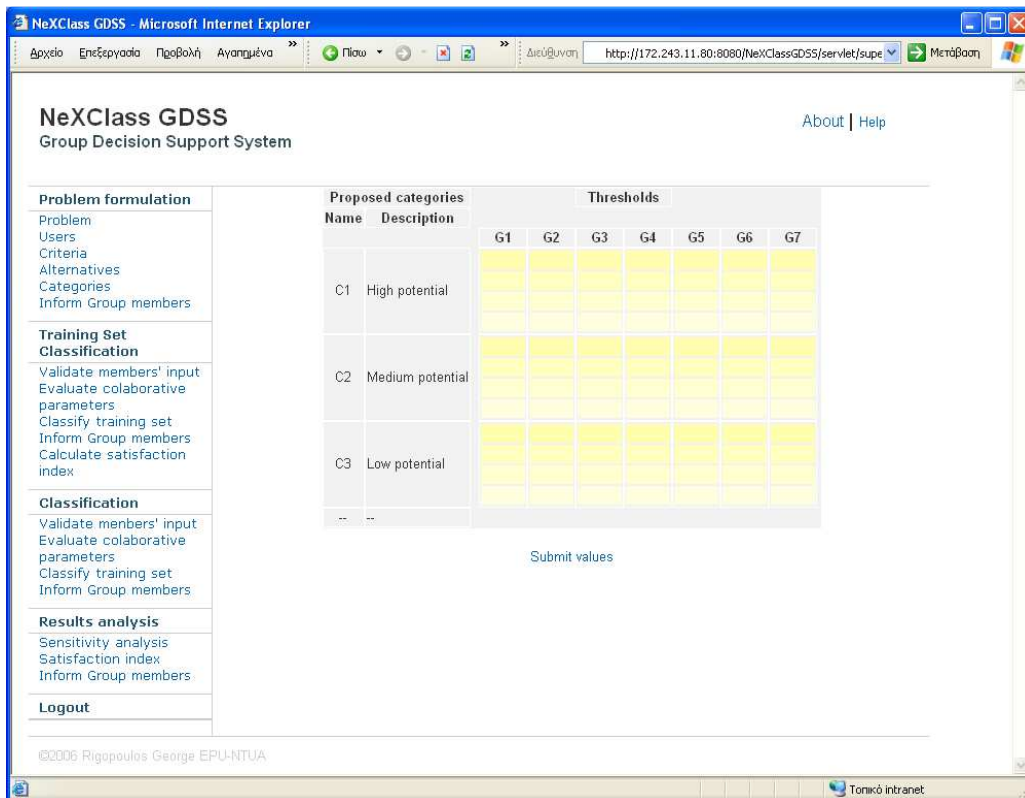 NeXClass GDSS - Microsoft Internet Explorer
Αρχείο Επεξεργασία Προβολή Αγαπημένα » Πίσω » Διεύθυνση http://172.243.11.80:8080/NeXClassGDSS/servlet/supe Μετάβαση
NeXClass GDSS
Group Decision Support System
About | Help
Problem formulation
Problem
Users
Criteria
Alternatives
Categories
Inform Group members
Training Set
Classification
Validate members' input
Evaluate colaborative
parameters
Classify training set
Inform Group members
Calculate satisfaction
index
Classification
Validate menbers' input
Evaluate colaborative
parameters
Classify training set
Inform Group members
Results analysis
Sensitivity analysis
Satisfaction index
Inform Group members
Logout
Proposed categories Thresholds
Name Description
G1 G2 G3 G4 G5 G6 G7
C1 High potential
C2 Medium potential
C3 Low potential
-- --
Submit values
©2006 Rigopoulos George EPU-NTUA
Τοπικό intranet